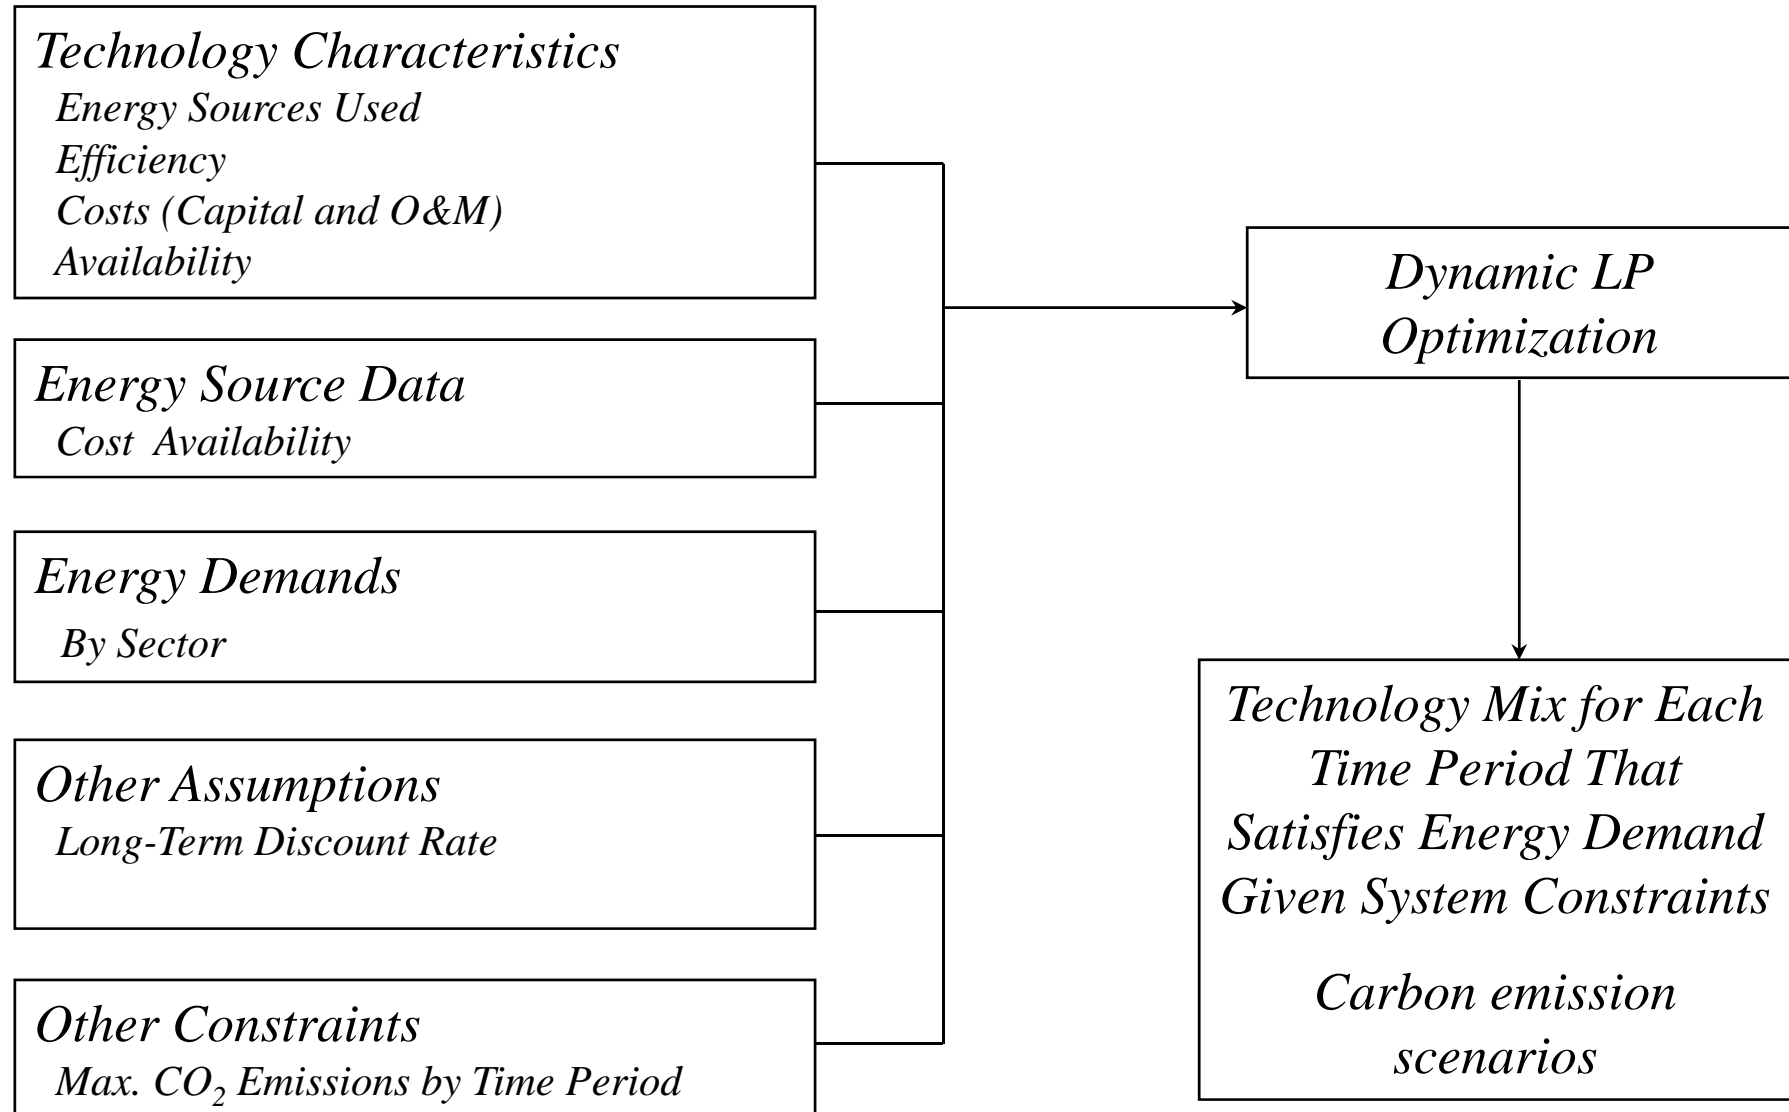 Technology Characteristics
Energy Sources Used
Efficiency
Costs (Capital and O&M)
Availability
Energy Source Data
Cost  Availability
Energy Demands
By Sector
Other Assumptions
Long-Term Discount Rate
Other Constraints
Max. CO₂ Emissions by Time Period
Dynamic LP
Optimization
Technology Mix for Each
Time Period That
Satisfies Energy Demand
Given System Constraints
Carbon emission
scenarios